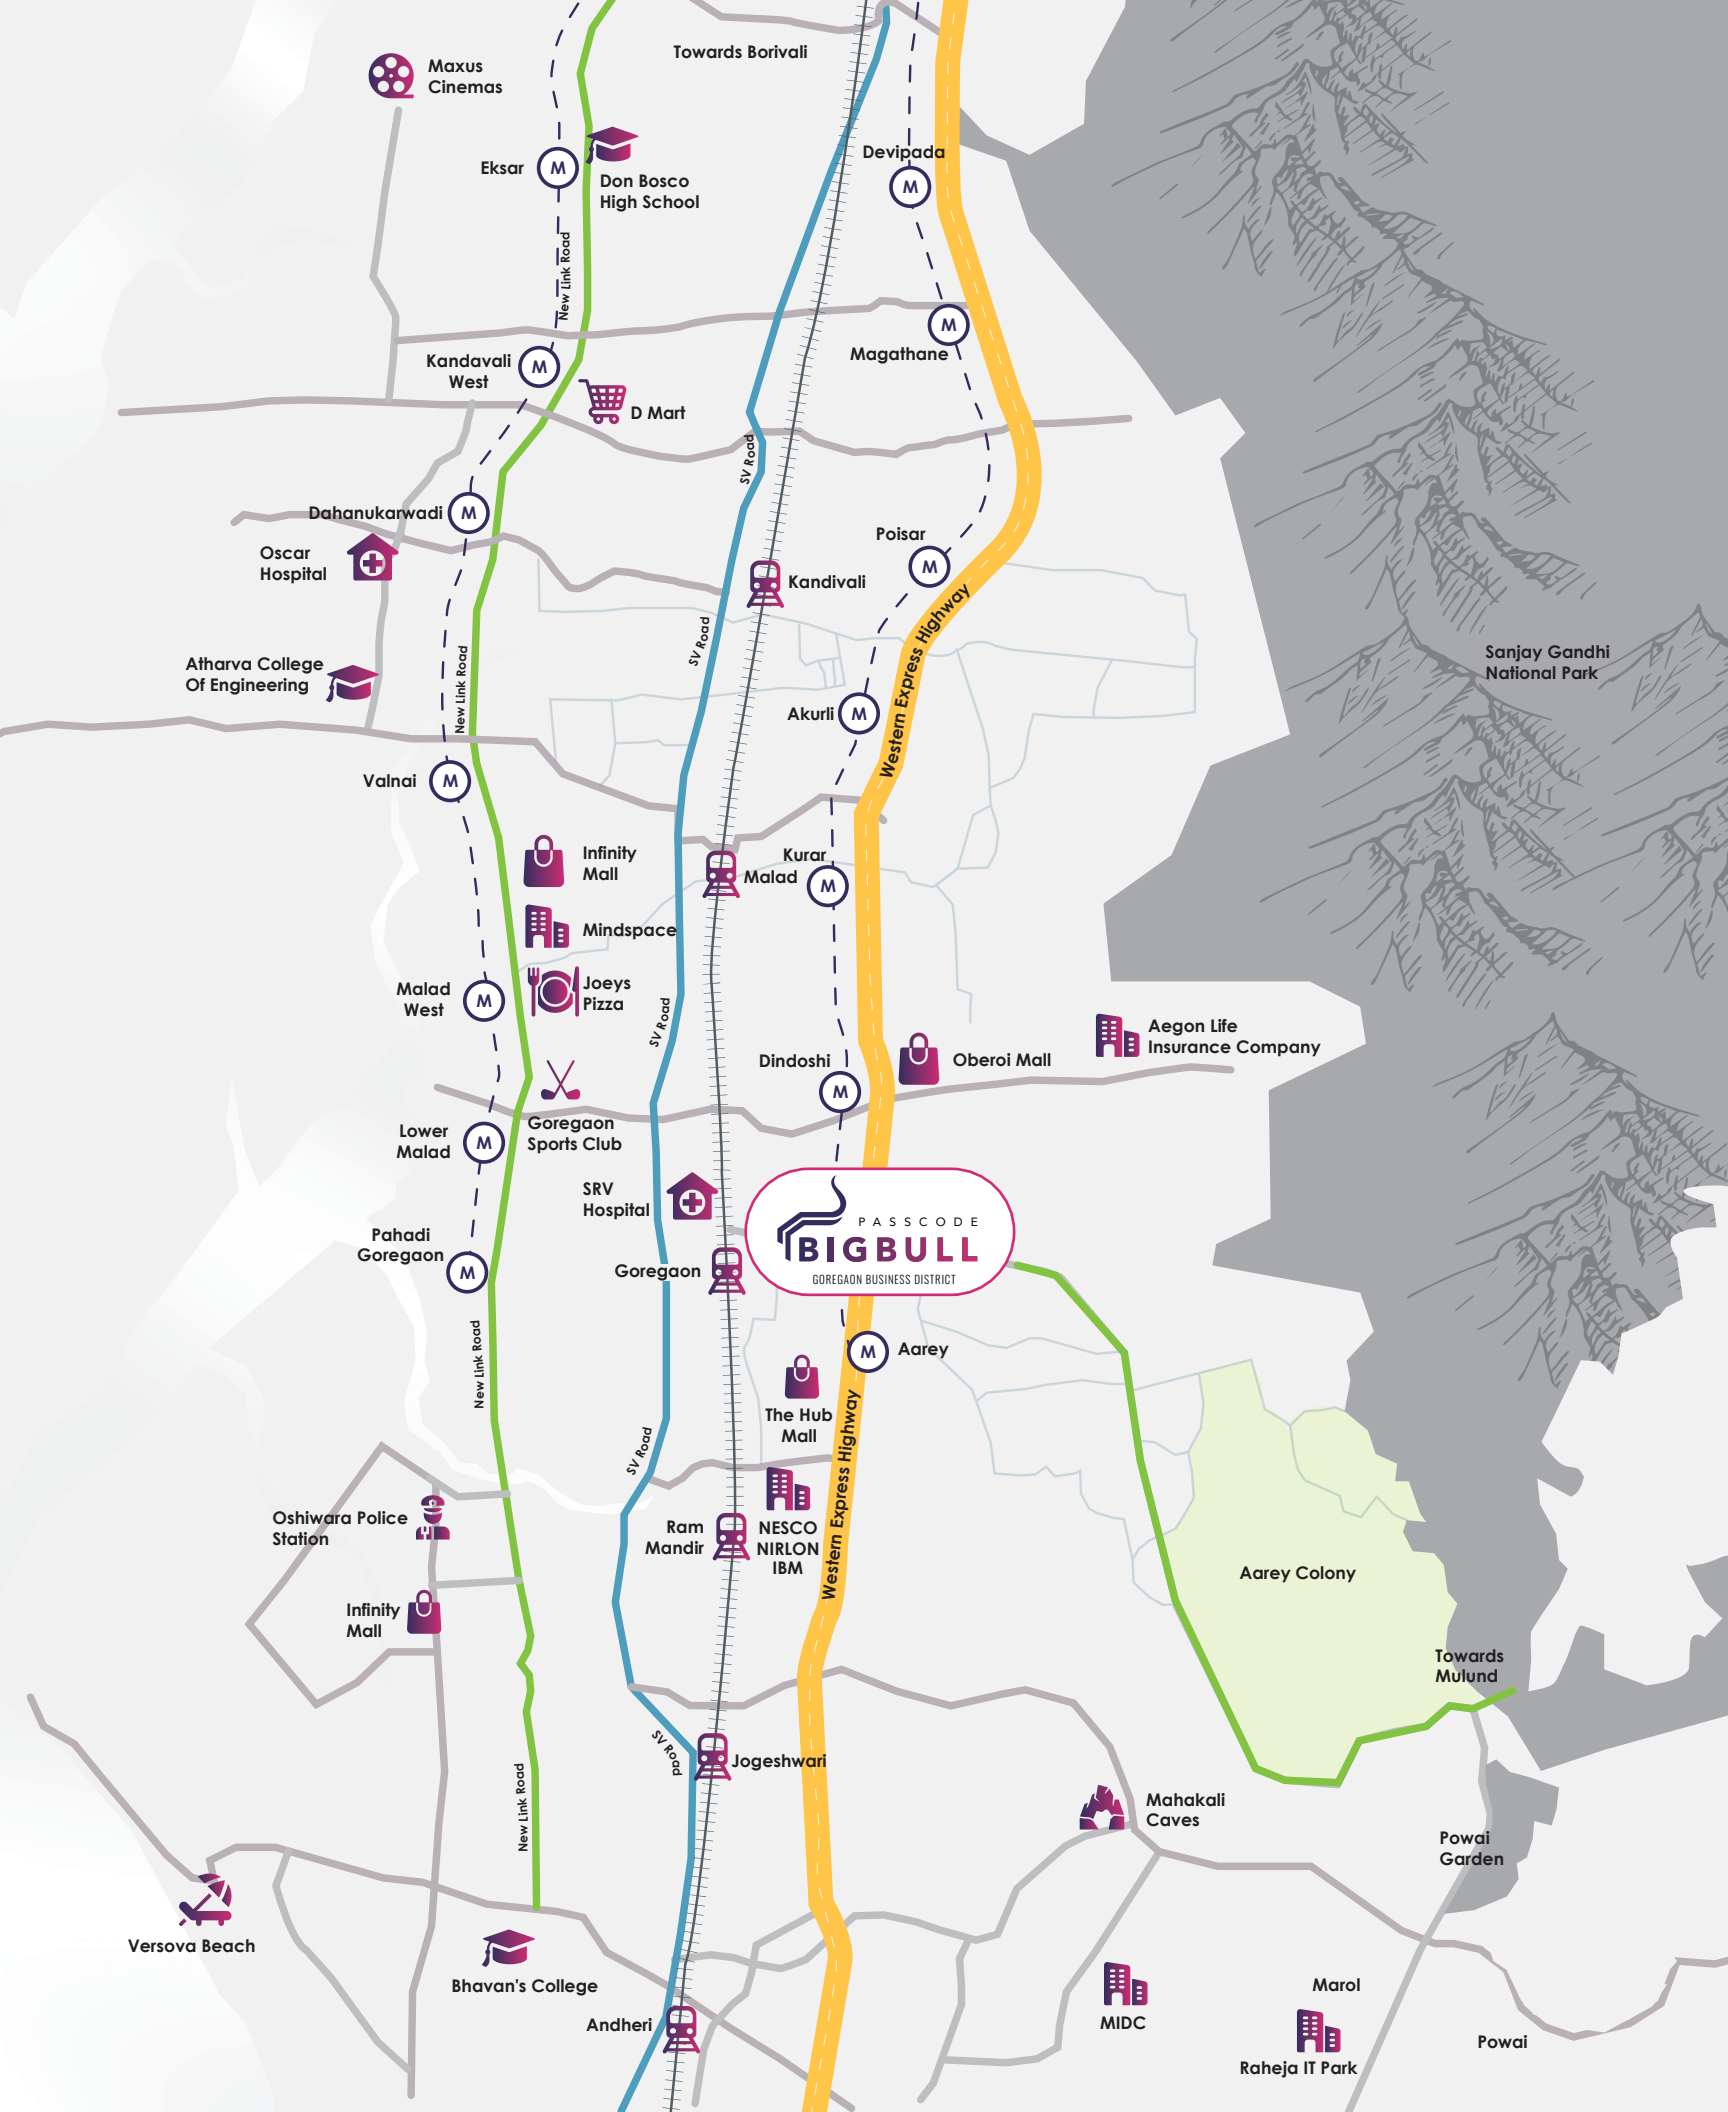 Towards Borivali
Maxus
Cinemas
Eksar
M
Don Bosco
High School
Devipada
M
New Link Road
M
Magathane
Kandavali
West
M
D Mart
SV Road
Dahanukarwadi
M
Oscar
Hospital
Poisar
M
Kandivali
Western Express Highway
SV Road
Sanjay Gandhi
National Park
Atharva College
Of Engineering
New Link Road
Akurli
M
Valnai
M
Infinity
Mall
Kurar
Malad
M
Mindspace
Malad
West
M
Joeys
Pizza
SV Road
Aegon Life
Insurance Company
Dindoshi
M
Oberoi Mall
Goregaon
Sports Club
Lower
Malad
M
SRV
Hospital
PASSCODE
BIGBULL
GOREGAON BUSINESS DISTRICT
Pahadi
Goregaon
M
Goregaon
New Link Road
M
Aarey
The Hub
Mall
Western Express Highway
SV Road
Oshiwara Police
Station
Ram
Mandir
NESCO
NIRLON
IBM
Aarey Colony
Infinity
Mall
Towards
Mulund
SV Road
Jogeshwari
New Link Road
Mahakali
Caves
Powai
Garden
Versova Beach
Bhavan's College
Andheri
MIDC
Marol
Raheja IT Park
Powai